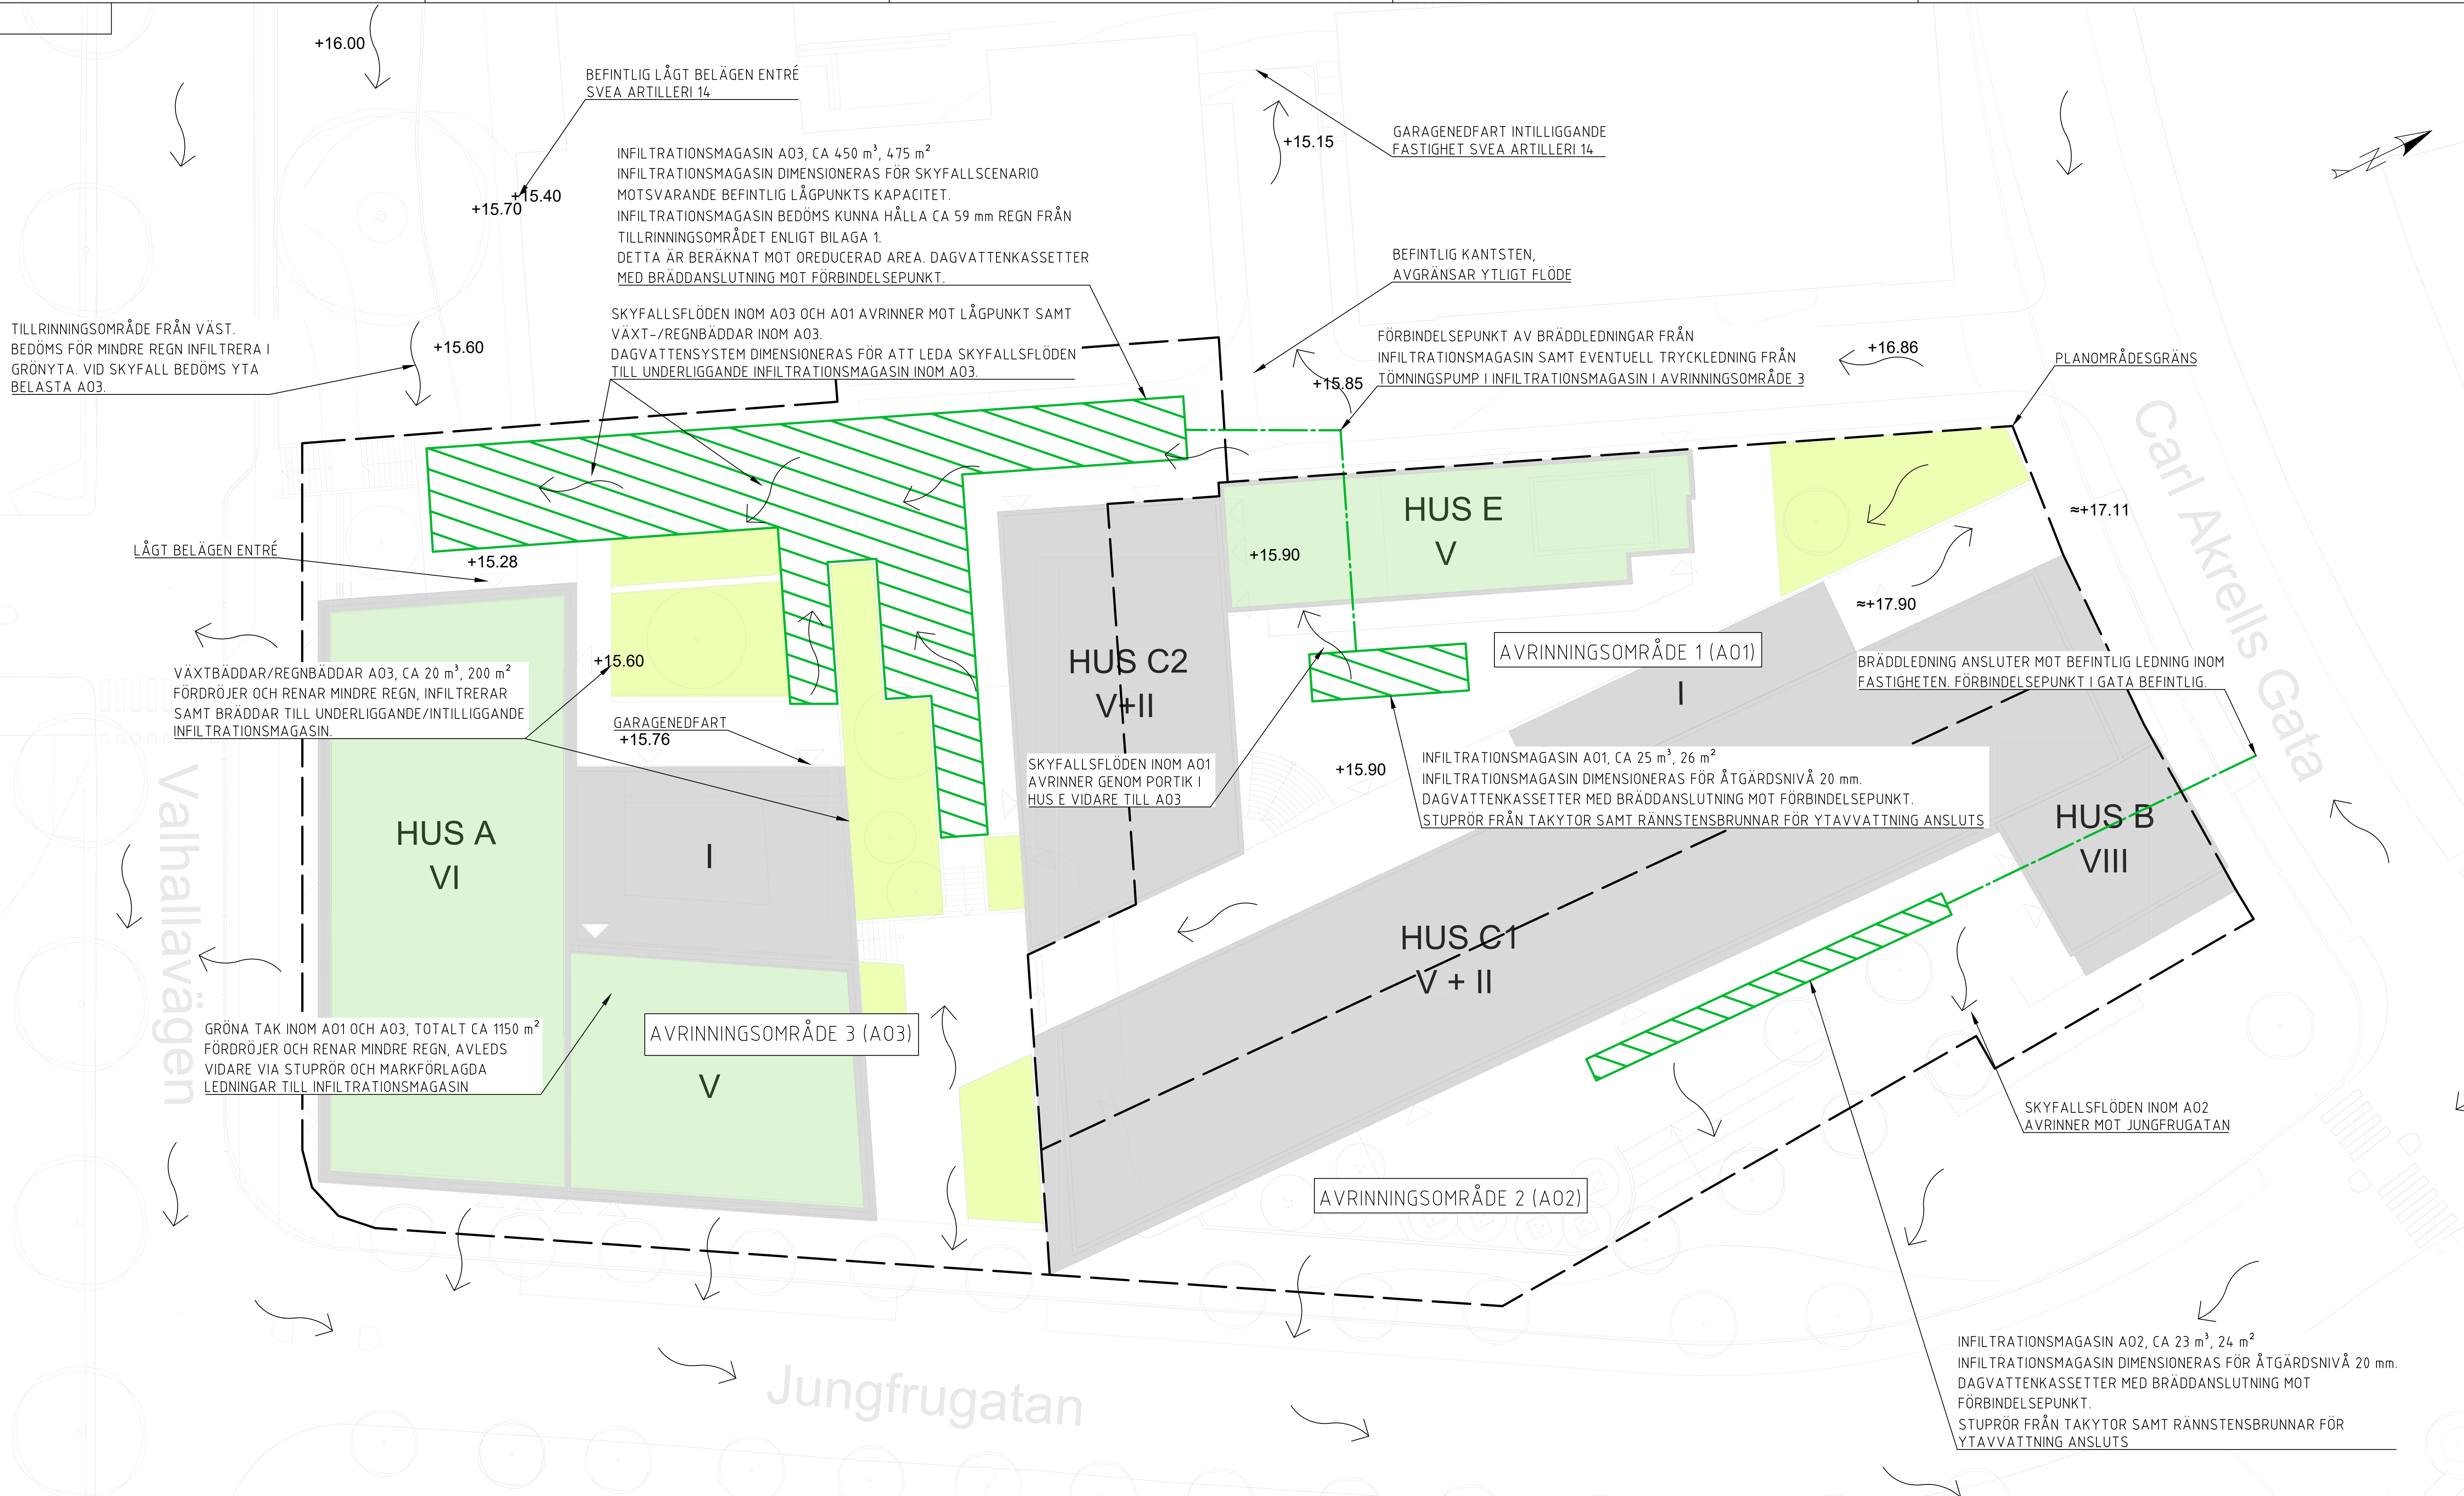 +16.00
BEFINTLIG LÅGT BELÄGEN ENTRÉ
SVEA ARTILLERI 14
+15.40
+15.70
INFILTRATIONSMAGASIN A03, CA 450 m³, 475 m²
INFILTRATIONSMAGASIN DIMENSIONERAS FÖR SKYFALLSCENARIO
MOTSVARANDE BEFINTLIG LÅGPUNKTS KAPACITET.
INFILTRATIONSMAGASIN BEDÖMS KUNNA HÅLLA CA 59 mm REGN FRÅN
TILLRINNINGSOMRÅDET ENLIGT BILAGA 1.
DETTA ÄR BERÄKNAT MOT OREDUCERAD AREA. DAGVATTENKASSETTER
MED BRÄDDANSLUTNING MOT FÖRBINDELSEPUNKT.
+15.15
GARAGENEDFART INTILLIGGANDE
FASTIGHET SVEA ARTILLERI 14
N
BEFINTLIG KANTSTEN,
AVGRÄNSAR YTLIGT FLÖDE
SKYFALLSFLÖDEN INOM A03 OCH A01 AVRINNER MOT LÅGPUNKT SAMT
VÄXT-/REGNBÄDDAR INOM A03.
DAGVATTENSYSTEM DIMENSIONERAS FÖR ATT LEDA SKYFALLSFLÖDEN
TILL UNDERLIGGANDE INFILTRATIONSMAGASIN INOM A03.
TILLRINNINGSOMRÅDE FRÅN VÄST.
BEDÖMS FÖR MINDRE REGN INFILTRERA I
GRÖNYTA. VID SKYFALL BEDÖMS YTA
BELASTA A03.
+15.60
FÖRBINDELSEPUNKT AV BRÄDDLEDNINGAR FRÅN
INFILTRATIONSMAGASIN SAMT EVENTUELL TRYCKLEDNING FRÅN
TÖMNINGSPUMP I INFILTRATIONSMAGASIN I AVRINNINGSOMRÅDE 3
+15.85
+16.86
PLANOMRÅDESGRÄNS
Carl Akrells Gata
≈+17.11
HUS E
V
+15.90
LÅGT BELÄGEN ENTRÉ
+15.28
≈+17.90
AVRINNINGSOMRÅDE 1 (A01)
I
HUS C2
V+II
+15.60
VÄXTBÄDDAR/REGNBÄDDAR A03, CA 20 m³, 200 m²
FÖRDRÖJER OCH RENAR MINDRE REGN, INFILTRERAR
SAMT BRÄDDAR TILL UNDERLIGGANDE/INTILLIGGANDE
INFILTRATIONSMAGASIN.
BRÄDDLEDNING ANSLUTER MOT BEFINTLIG LEDNING INOM
FASTIGHETEN. FÖRBINDELSEPUNKT I GATA BEFINTLIG.
GARAGENEDFART
+15.76
SKYFALLSFLÖDEN INOM A01
AVRINNER GENOM PORTIK I
HUS E VIDARE TILL A03
+15.90
INFILTRATIONSMAGASIN A01, CA 25 m³, 26 m²
INFILTRATIONSMAGASIN DIMENSIONERAS FÖR ÅTGÄRDSNIVÅ 20 mm.
DAGVATTENKASSETTER MED BRÄDDANSLUTNING MOT FÖRBINDELSEPUNKT.
STUPRÖR FRÅN TAKYTOR SAMT RÄNNSTENSBRUNNAR FÖR YTAVVATTNING ANSLUTS
HUS B
VIII
Valhallavägen
HUS A
VI
I
HUS C1
V + II
GRÖNA TAK INOM A01 OCH A03, TOTALT CA 1150 m²
FÖRDRÖJER OCH RENAR MINDRE REGN, AVLEDS
VIDARE VIA STUPRÖR OCH MARKFÖRLAGDA
LEDNINGAR TILL INFILTRATIONSMAGASIN
AVRINNINGSOMRÅDE 3 (A03)
V
SKYFALLSFLÖDEN INOM A02
AVRINNER MOT JUNGFRUGATAN
AVRINNINGSOMRÅDE 2 (A02)
INFILTRATIONSMAGASIN A02, CA 23 m³, 24 m²
INFILTRATIONSMAGASIN DIMENSIONERAS FÖR ÅTGÄRDSNIVÅ 20 mm.
DAGVATTENKASSETTER MED BRÄDDANSLUTNING MOT
FÖRBINDELSEPUNKT.
STUPRÖR FRÅN TAKYTOR SAMT RÄNNSTENSBRUNNAR FÖR
YTAVVATTNING ANSLUTS
Jungfrugatan